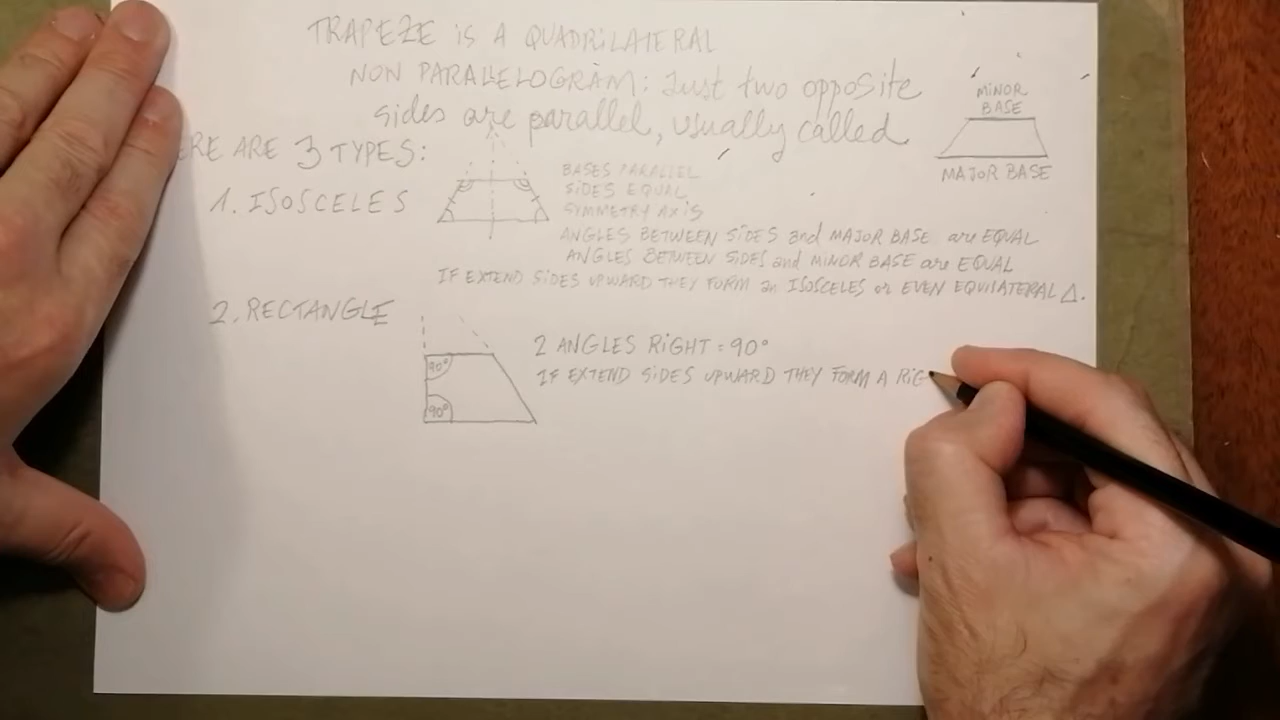 TRAPEZE is A QUADRILATERAL
NON PARALLELOGRAM: Just two opposite
sides are parallel, usually called
MINOR
BASE
MAJOR BASE
ERE ARE 3 TYPES:
1. ISOSCELES
BASES PARALLEL
SIDES EQUAL
SYMMETRY AXIS
ANGLES BETWEEN SIDES and MAJOR BASE are EQUAL
ANGLES BETWEEN SIDES and MINOR BASE are EQUAL
IF EXTEND SIDES UPWARD THEY FORM an ISOSCELES or EVEN EQUILATERAL △.
2. RECTANGLE
90°
90°
2 ANGLES RIGHT = 90°
IF EXTEND SIDES UPWARD THEY FORM A RIG